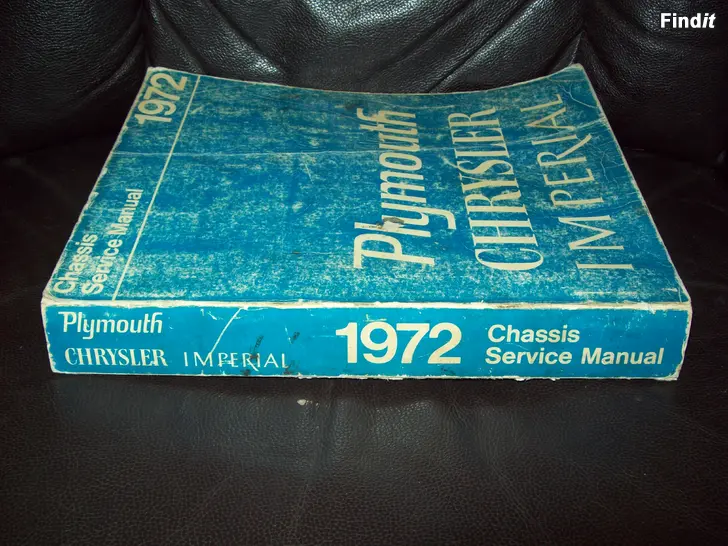 Findit
1972
Chassis
Service Manual
Plymouth
CHRYSLER
IMPERIAL
Plymouth
CHRYSLER IMPERIAL
1972
Chassis
Service Manual